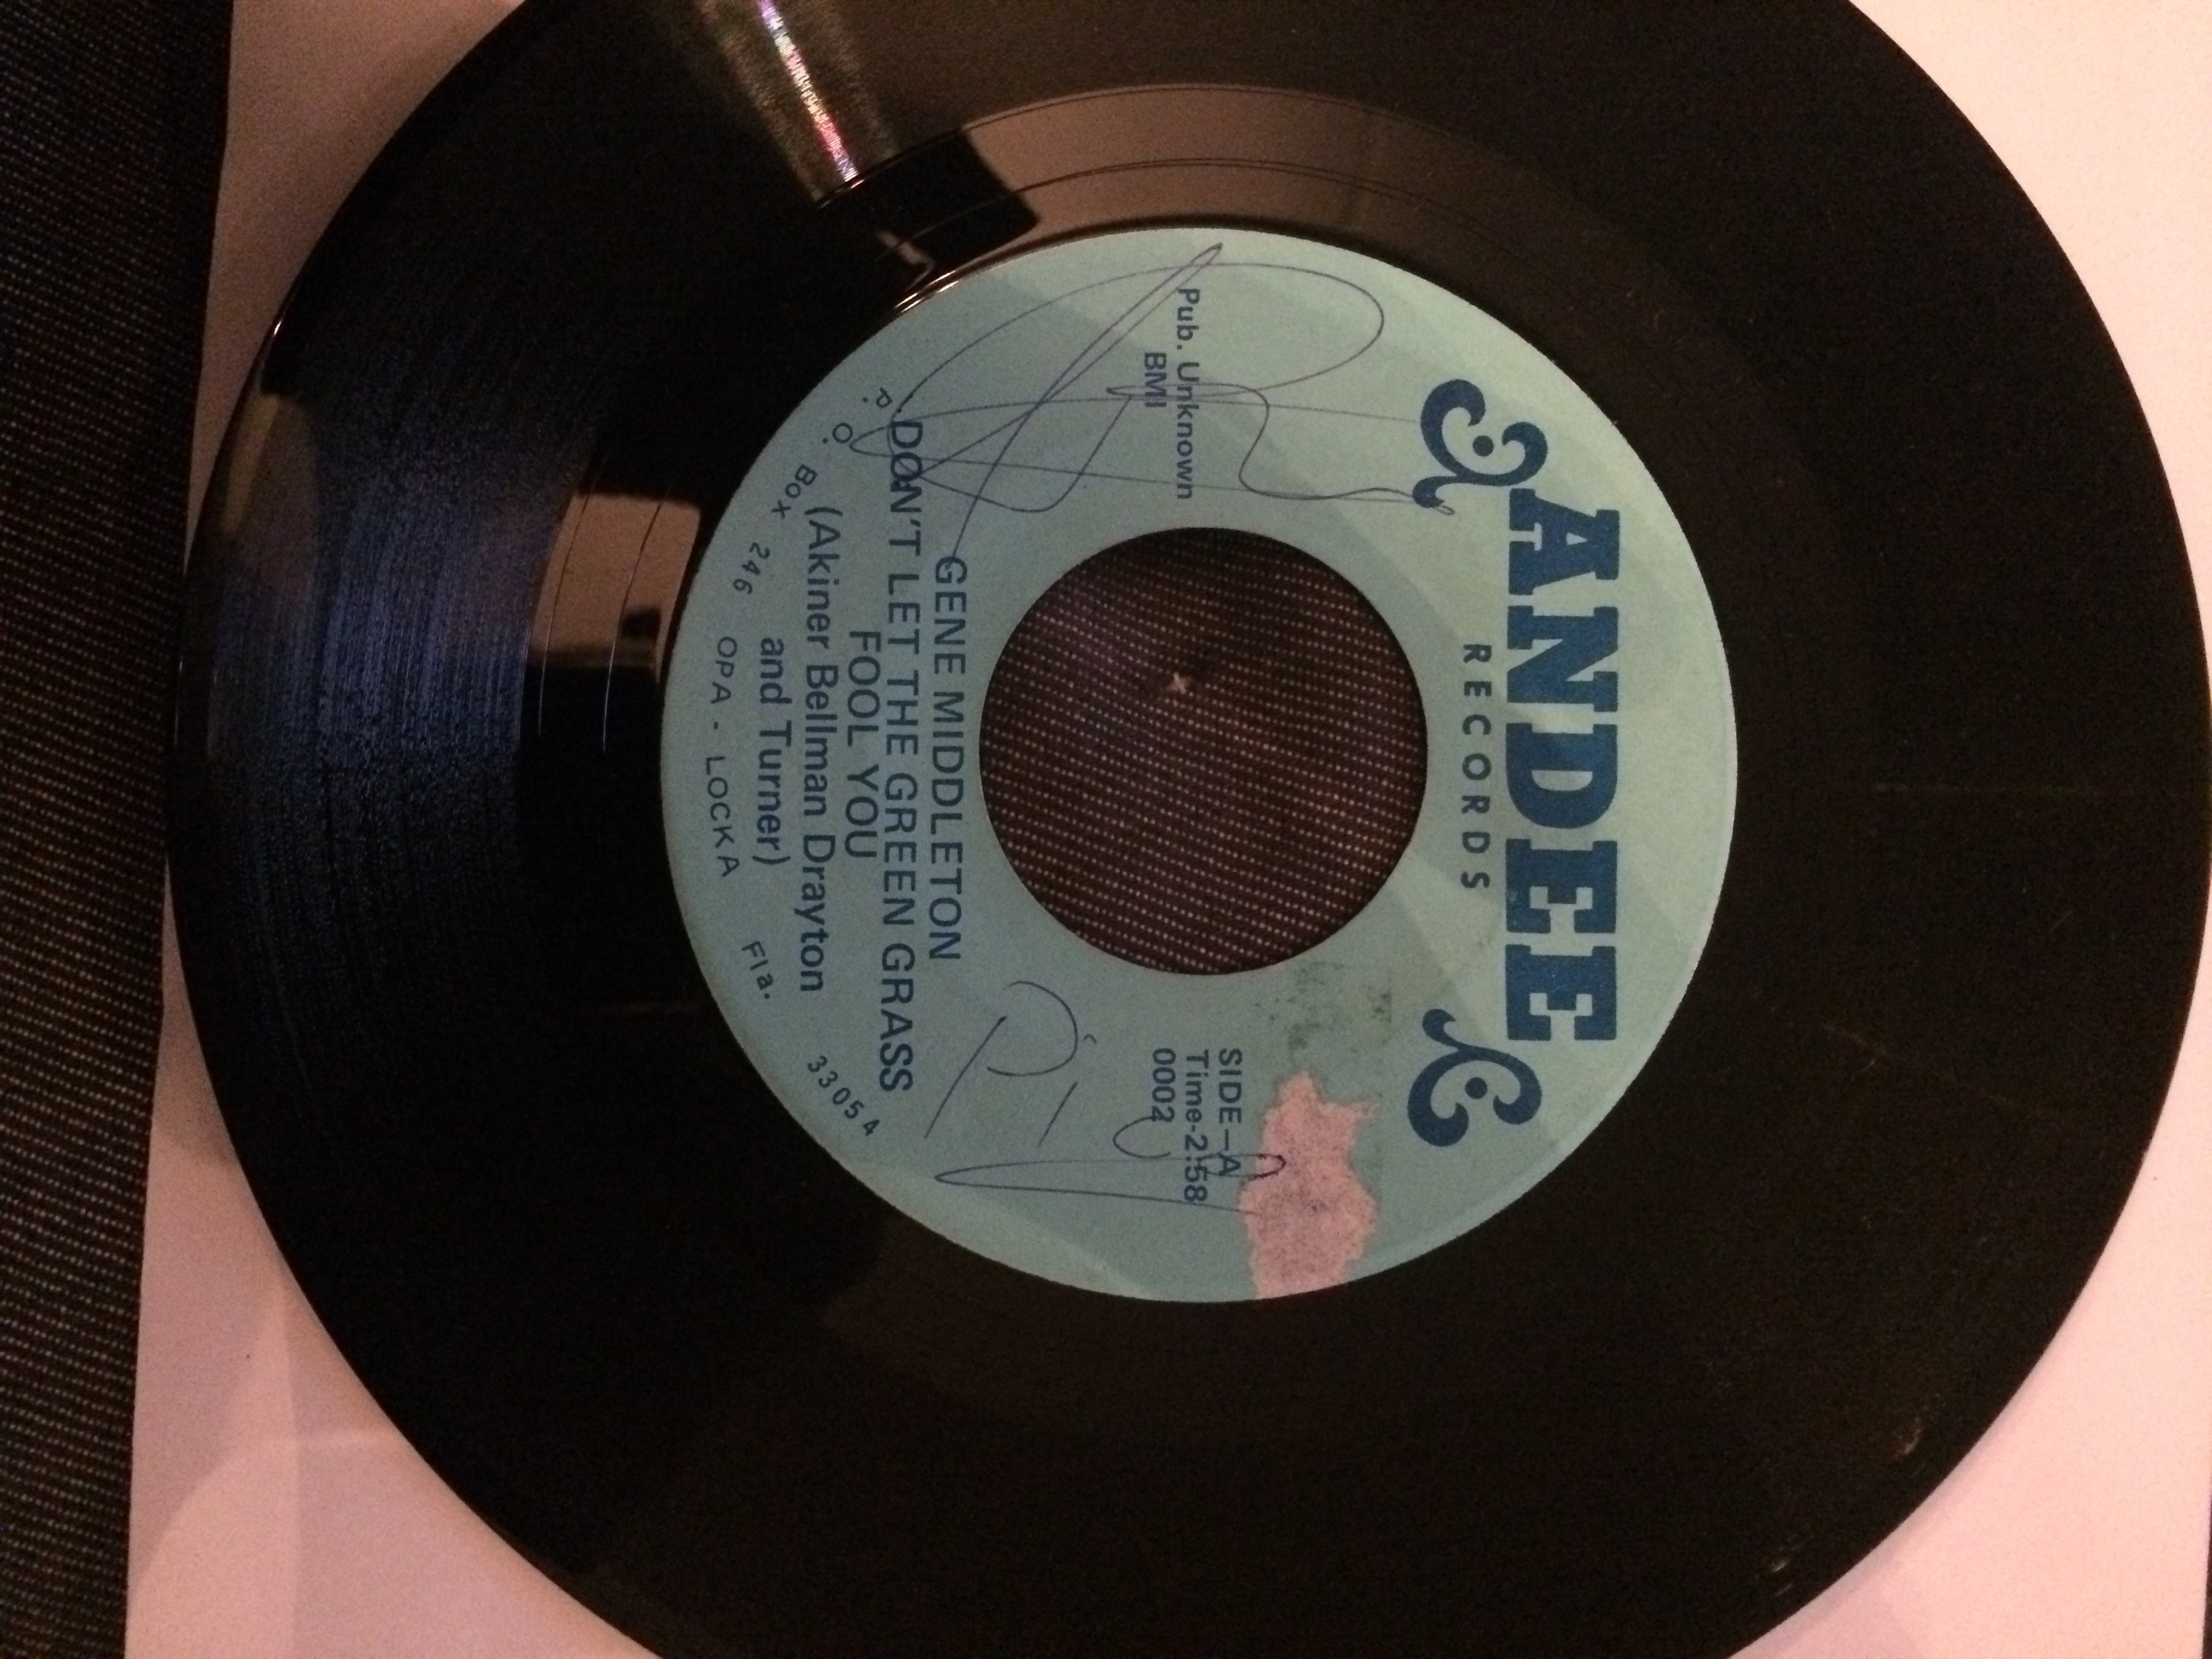 ANDEE
RECORDS
Pub. Unknown
BMI
SIDE—A
Time-2:58
0002
GENE MIDDLETON
DON'T LET THE GREEN GRASS
FOOL YOU
(Akiner Bellman Drayton
and Turner)
P. O. Box 246 OPA - LOCKA Fla. 33054